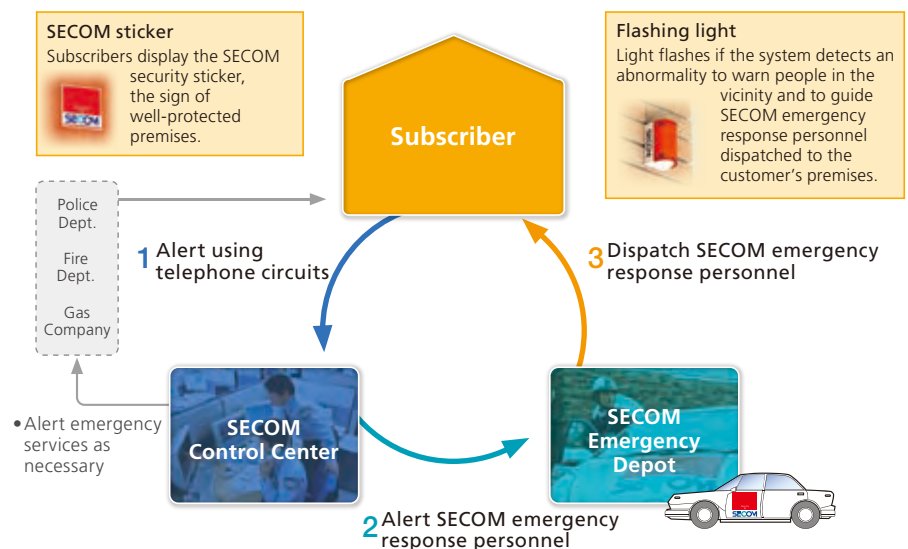 SECOM sticker
Subscribers display the SECOM
security sticker,
the sign of
well-protected
premises.
SECOM
Flashing light
Light flashes if the system detects an
abnormality to warn people in the
vicinity and to guide
SECOM emergency
response personnel
dispatched to the
customer's premises.
SECOM
Subscriber
Police
Dept.
Fire
Dept.
Gas
Company
1 Alert using
telephone circuits
3 Dispatch SECOM emergency
response personnel
• Alert emergency
services as
necessary
SECOM
Control Center
SECOM
Emergency
Depot
SECOM
2 Alert SECOM emergency
response personnel